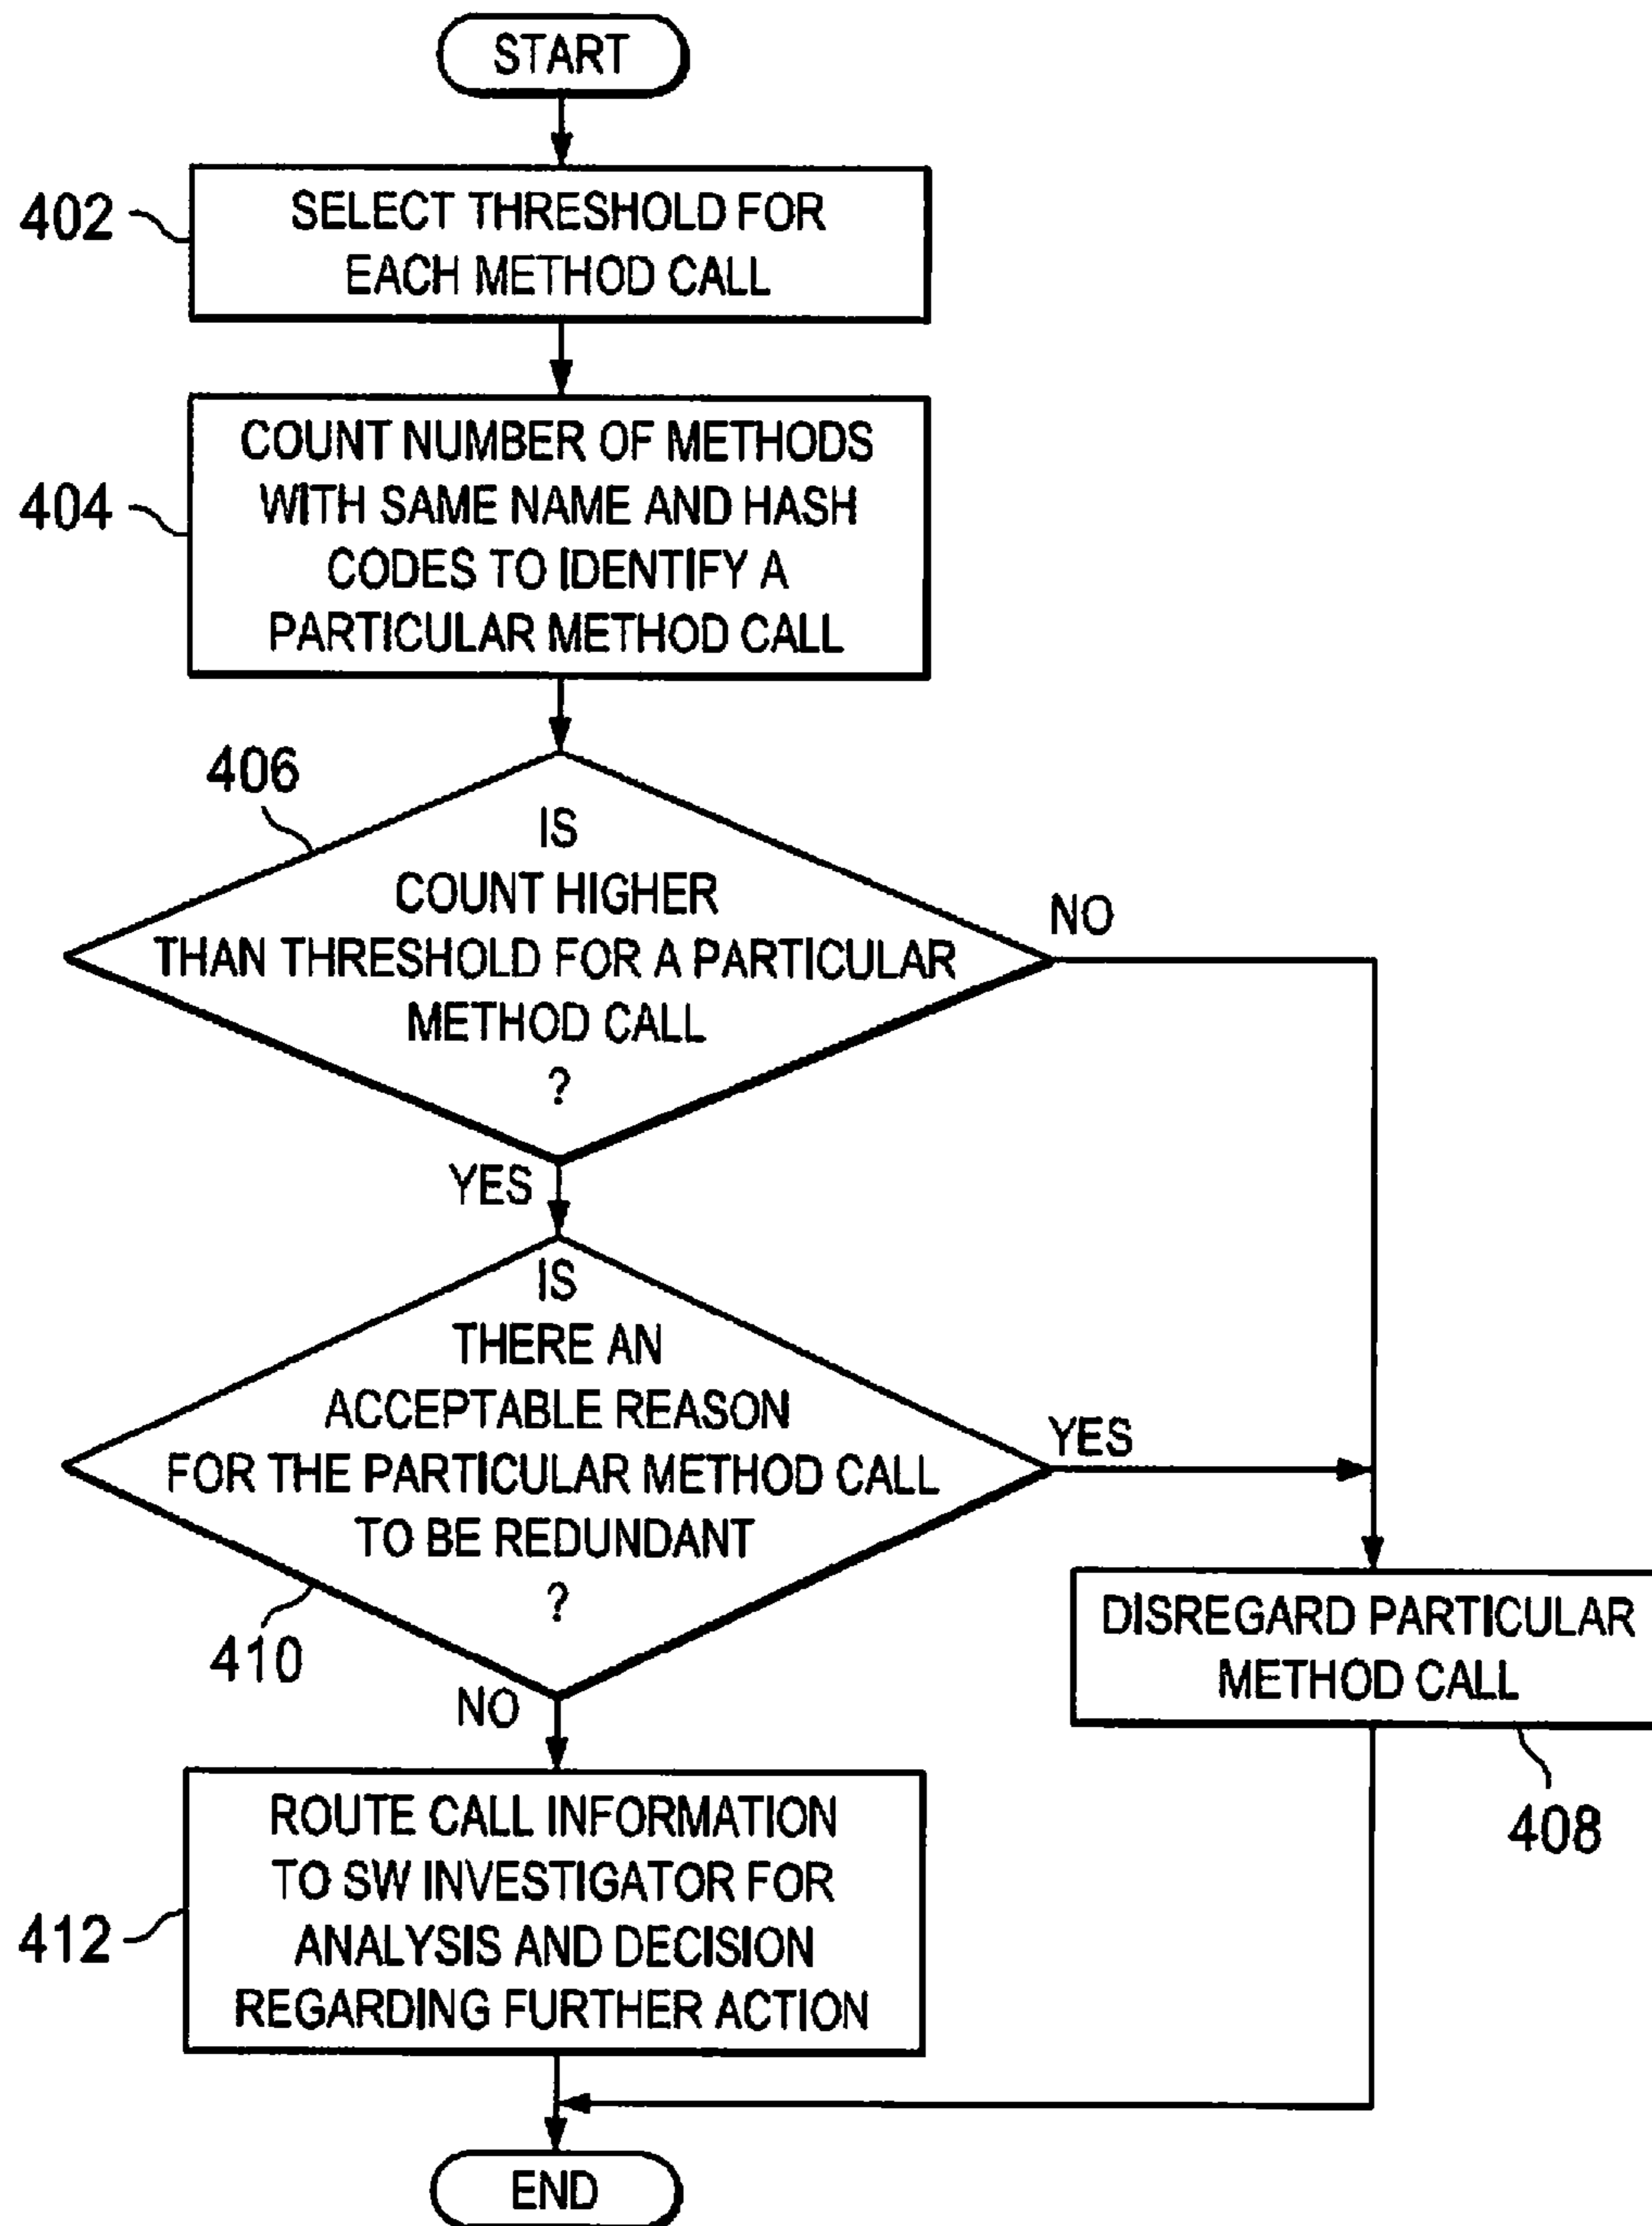 START
402
SELECT THRESHOLD FOR
EACH METHOD CALL
404
COUNT NUMBER OF METHODS
WITH SAME NAME AND HASH
CODES TO IDENTIFY A
PARTICULAR METHOD CALL
406
IS
COUNT HIGHER
THAN THRESHOLD FOR A PARTICULAR
METHOD CALL
?
NO
YES
IS
THERE AN
ACCEPTABLE REASON
FOR THE PARTICULAR METHOD CALL
TO BE REDUNDANT
?
YES
410
NO
DISREGARD PARTICULAR
METHOD CALL
408
412
ROUTE CALL INFORMATION
TO SW INVESTIGATOR FOR
ANALYSIS AND DECISION
REGARDING FURTHER ACTION
END